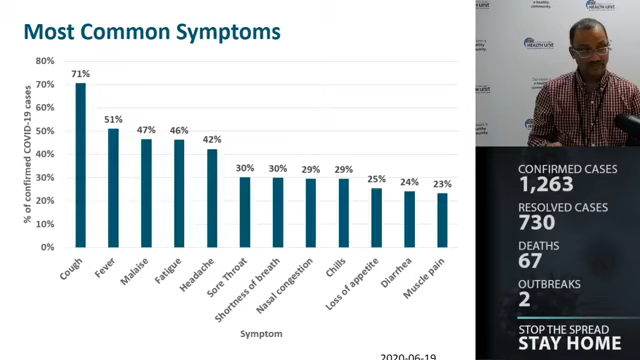 Most Common Symptoms
% of confirmed COVID-19 cases
80%
70%
60%
50%
40%
30%
20%
10%
0%
71%
51%
47%
46%
42%
30%
30%
29%
29%
25%
24%
23%
Cough
Fever
Malaise
Fatigue
Headache
Sore Throat
Shortness of breath
Nasal congestion
Chills
Loss of appetite
Diarrhea
Muscle pain
Symptom
2020-06-19
HEALTH UNIT
CONFIRMED CASES
1,263
RESOLVED CASES
730
DEATHS
67
OUTBREAKS
2
STOP THE SPREAD
STAY HOME